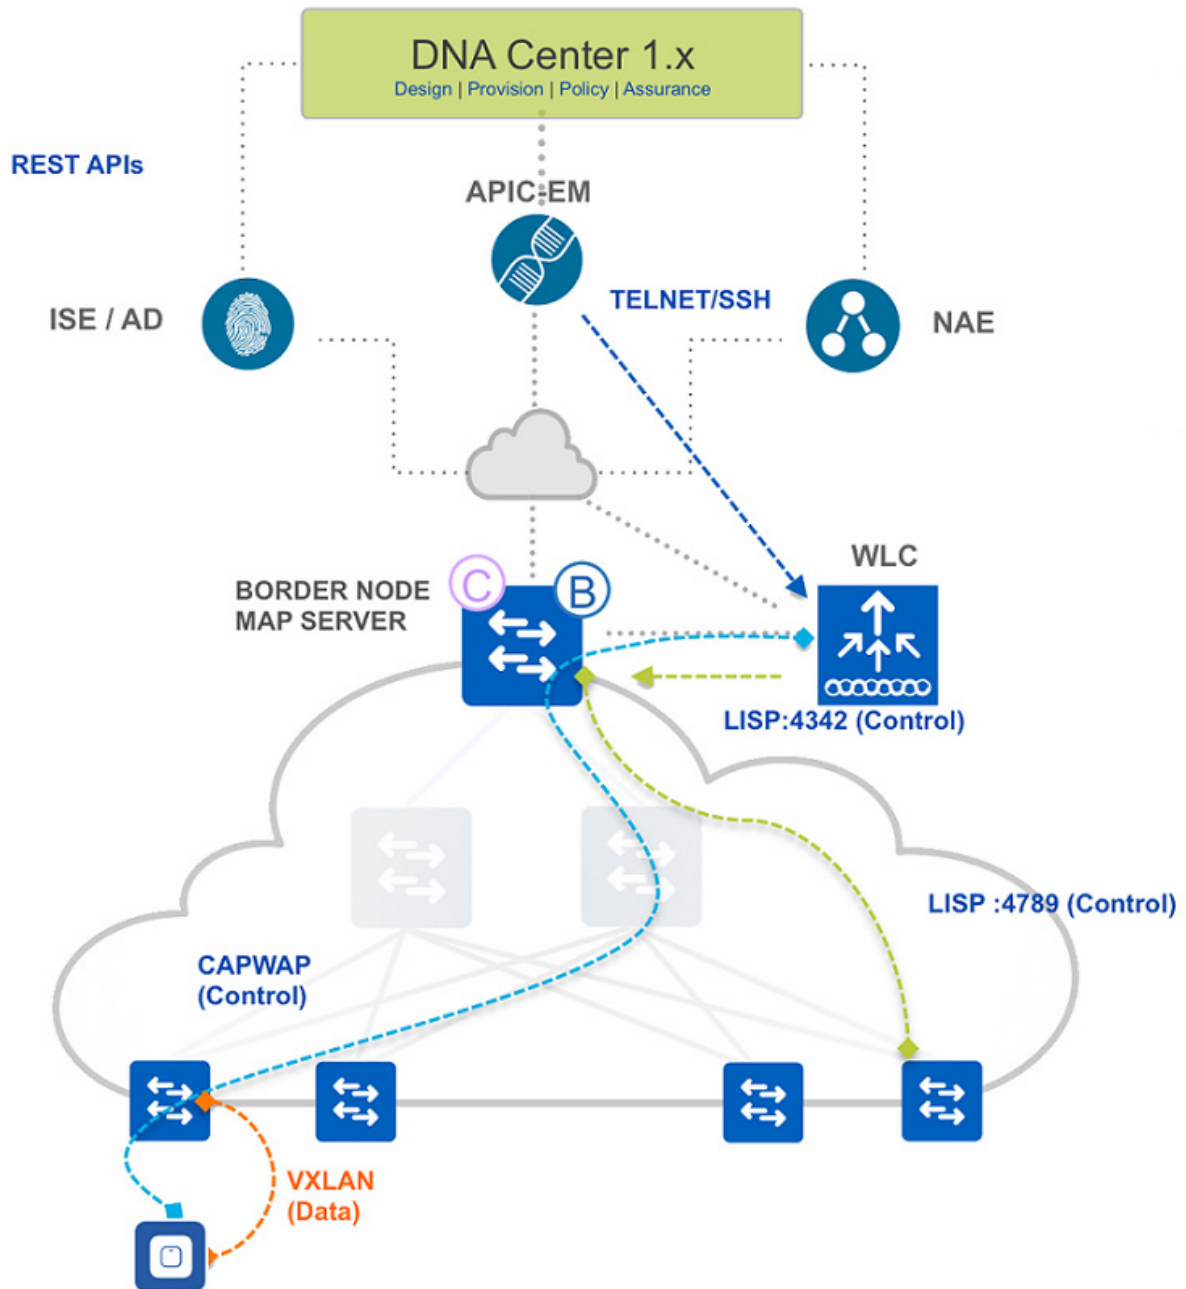 DNA Center 1.x
Design | Provision | Policy | Assurance
REST APIs
APIC-EM
TELNET/SSH
ISE / AD
NAE
WLC
BORDER NODE
MAP SERVER
C
B
LISP:4342 (Control)
LISP :4789 (Control)
CAPWAP
(Control)
VXLAN
(Data)